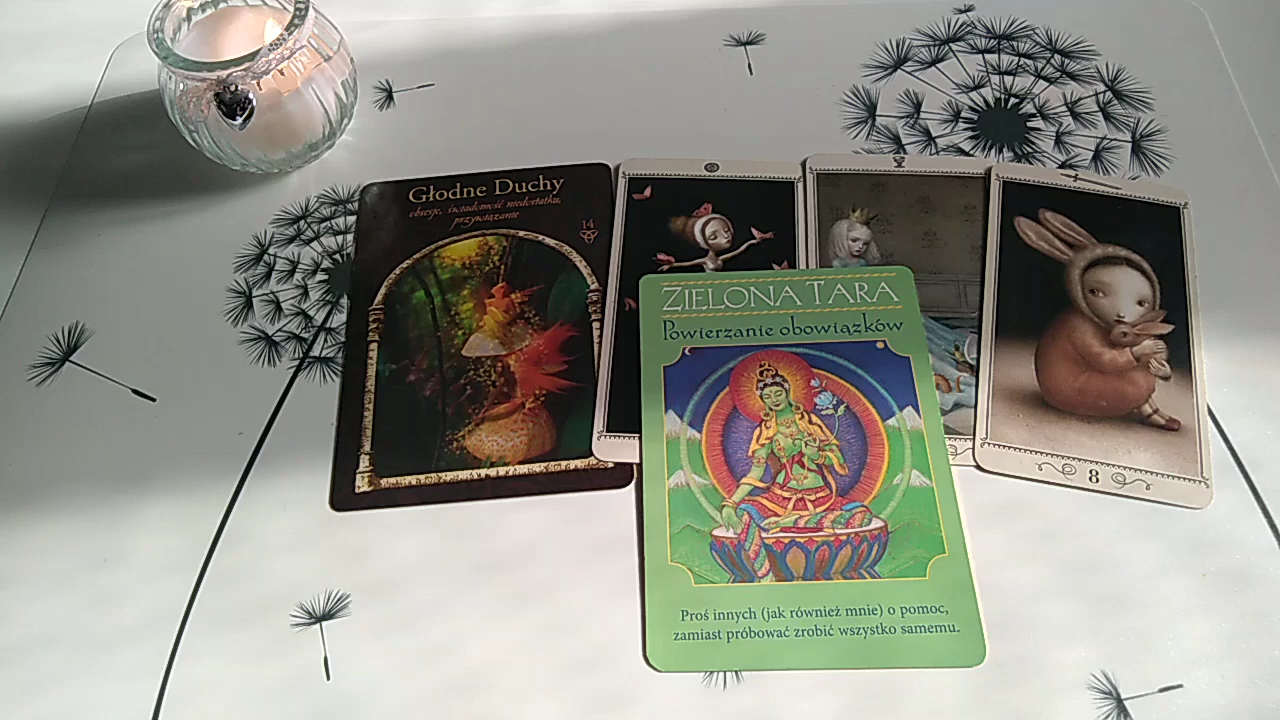 Głodne Duchy
obsesje, świadomość niedostatku,
przywiązanie
14
ZIELONA TARA
Powierzanie obowiązków
Proś innych (jak również mnie) o pomoc,
zamiast próbować zrobić wszystko samemu.
8